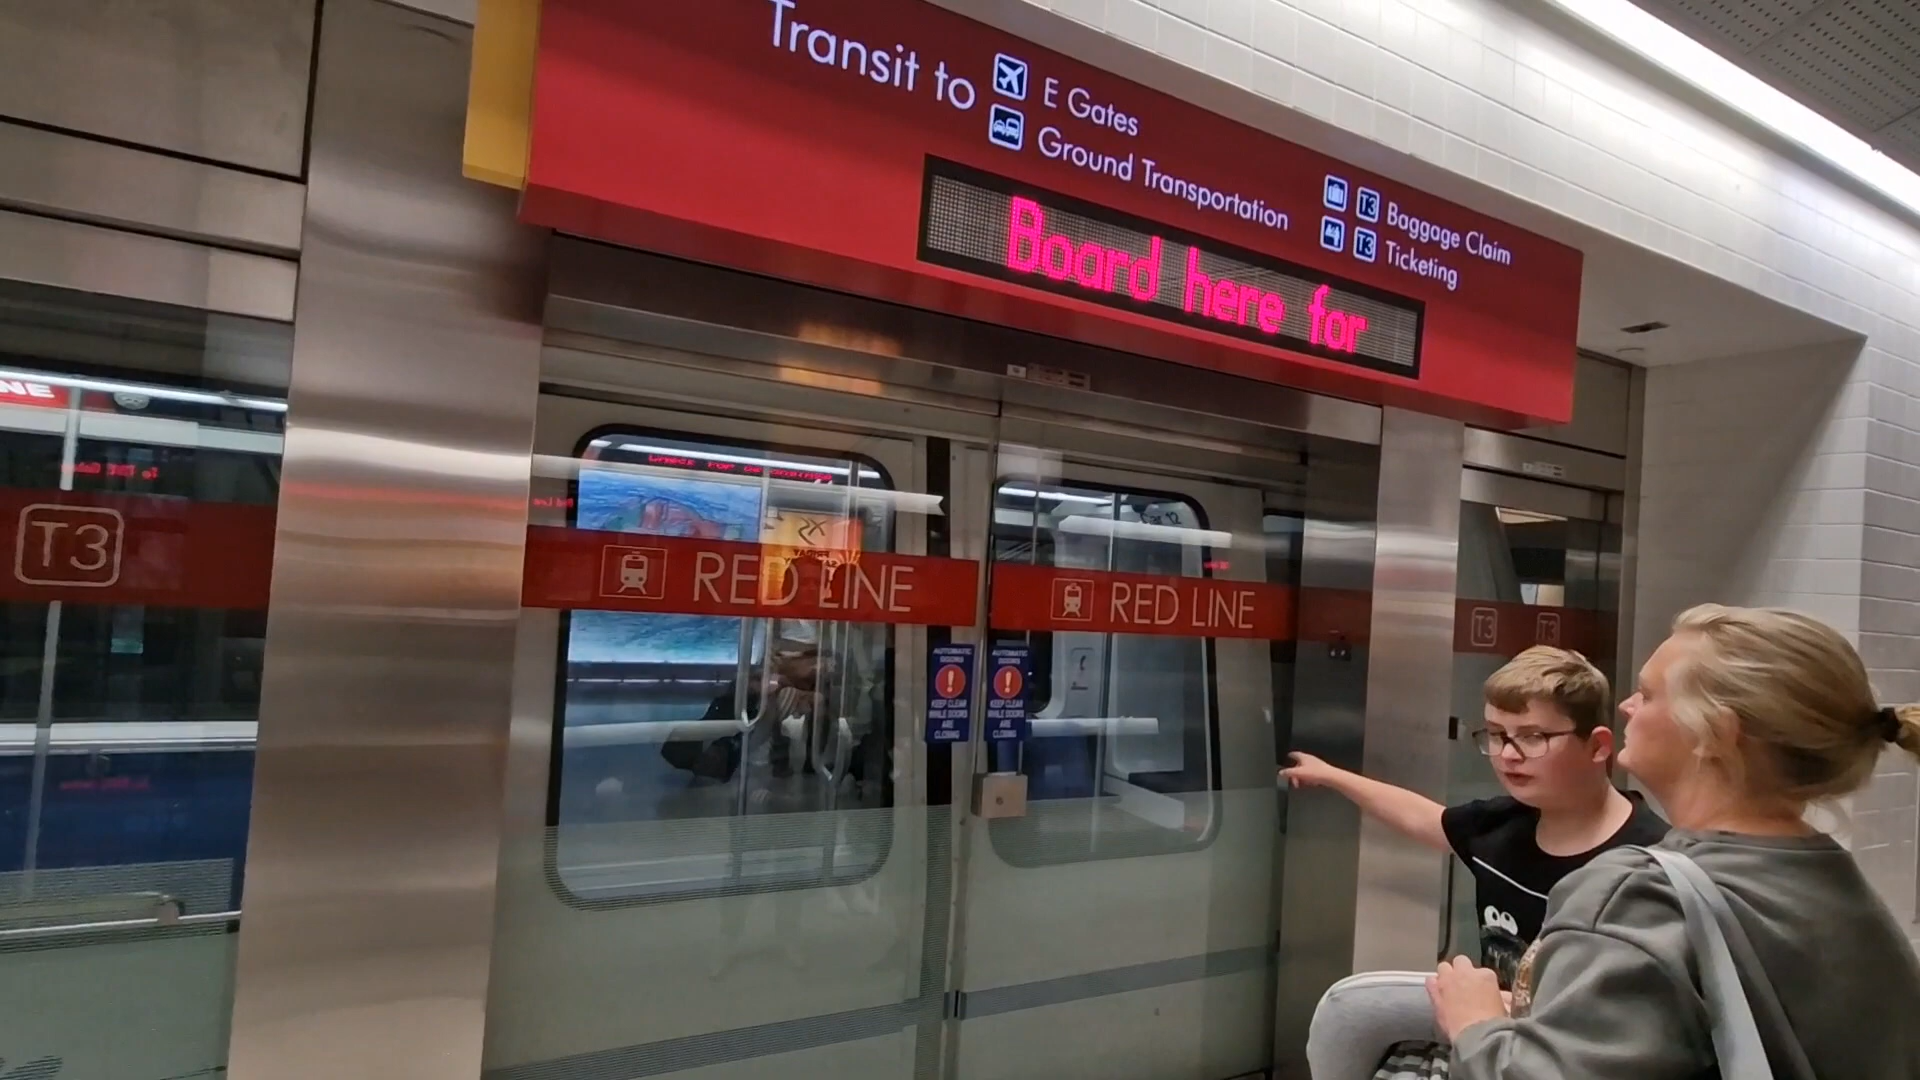 Transit to
E Gates
Ground Transportation
T3 Baggage Claim
T3 Ticketing
Board here for
NE
T3
RED LINE
RED LINE
T3
T3
AUTOMATIC
DOORS
KEEP CLEAR
WHILE DOORS
ARE
CLOSING
AUTOMATIC
DOORS
KEEP CLEAR
WHILE DOORS
ARE
CLOSING